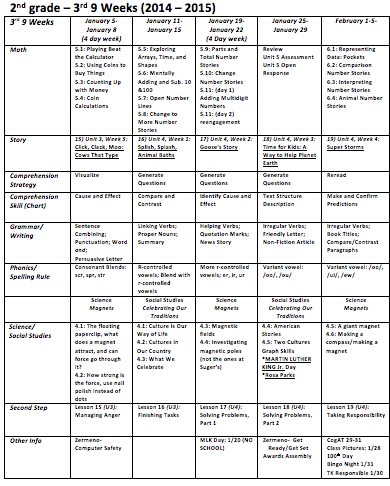 2nd grade – 3rd 9 Weeks (2014 – 2015)
3rd 9 Weeks
January 5-
January 8
(4 day week)
January 11-
January 15
January 19-
January 22
(4 Day week)
January 25-
January 29
February 1-5-
Math
5.1: Playing Beat
the Calculator
5.2: Using Coins to
Buy Things
5.3: Counting Up
with Money
5.4: Coin
Calculations
5.5: Exploring
Arrays, Time, and
Shapes
5.6: Mentally
Adding and Sub. 10
&100
5.7: Open Number
Lines
5.8: Change to
More Number
Stories
5.9: Parts and
Total Number
Stories
5.10: Change
Number Stories
5.11: (day 1)
Adding Multidigit
Numbers
5.11: (day 2)
reengagement
Review
Unit 5 Assessment
Unit 5 Open
Response
6.1: Representing
Data: Pockets
6.2: Comparison
Number Stories
6.3: Interpreting
Number Stories
6.4: Animal Number
Stories
Story
15) Unit 3, Week 5:
Click, Clack, Moo:
Cows That Type
16) Unit 4, Week 1:
Splish, Splash,
Animal Baths
17) Unit 4, Week 2:
Goose's Story
18) Unit 4, Week 3:
Time for Kids: A
Way to Help Planet
Earth
19) Unit 4, Week 4:
Super Storms
Comprehension
Strategy
Visualize
Generate
Questions
Generate
Questions
Generate
Questions
Reread
Comprehension
Skill (Chart)
Cause and Effect
Compare and
Contrast
Identify Cause and
Effect
Text Structure
Description
Make and Confirm
Predictions
Grammar/
Writing
Sentence
Combining;
Punctuation; Word
and;
Persuasive Letter
Linking Verbs;
Proper Nouns;
Summary
Helping Verbs;
Quotation Marks;
News Story
Irregular Verbs;
Friendly Letter;
Non-Fiction Article
Irregular Verbs;
Book Titles;
Compare/Contrast
Paragraphs
Phonics/
Spelling Rule
Consonant Blends:
scr, spr, str
R-controlled
vowels; Blend with
r-controlled
vowels
More r-controlled
vowels: er, ir, ur
Variant vowel:
/oo/, /ou/
Variant vowel: /oo/,
/ui/, /ew/
Science/
Social Studies
Science
Magnets
4.1: The floating
paperclip, what
does a magnet
attract, and can
force go through
it?
4.2: How strong is
the force, use nail
polish instead of
dots
Social Studies
Celebrating Our
Traditions
4.1: Culture is Our
Way of Life
4.2: Cultures in
Our Country
4.3: What We
Celebrate
Science
Magnets
4.3: Magnetic
fields
4.4: Investigating
magnetic poles
(not the ones at
Suger's)
Social Studies
Celebrating Our
Traditions
4.4: American
Stories
4.5: Two Cultures
Graph Skills
*MARTIN LUTHER
KING Jr. Day
*Rosa Parks
Science
Magnets
4.5: A giant magnet
4.6: Making a
compass/making a
magnet
Second Step
Lesson 15 (U3):
Managing Anger
Lesson 16 (U3):
Finishing Tasks
Lesson 17 (U4):
Solving Problems,
Part 1
Lesson 18 (U4):
Solving Problems,
Part 2
Lesson 19 (U4):
Taking Responsibility
Other Info
Zermeno-
Computer Safety
MLK Day: 1/20 (NO
SCHOOL)
Zermeno- Get
Ready/Get Set
Awards Assembly
CogAT 29-31
Class Pictures: 1/28
100th Day
Bingo Night 1/31
TK Responsible 1/30